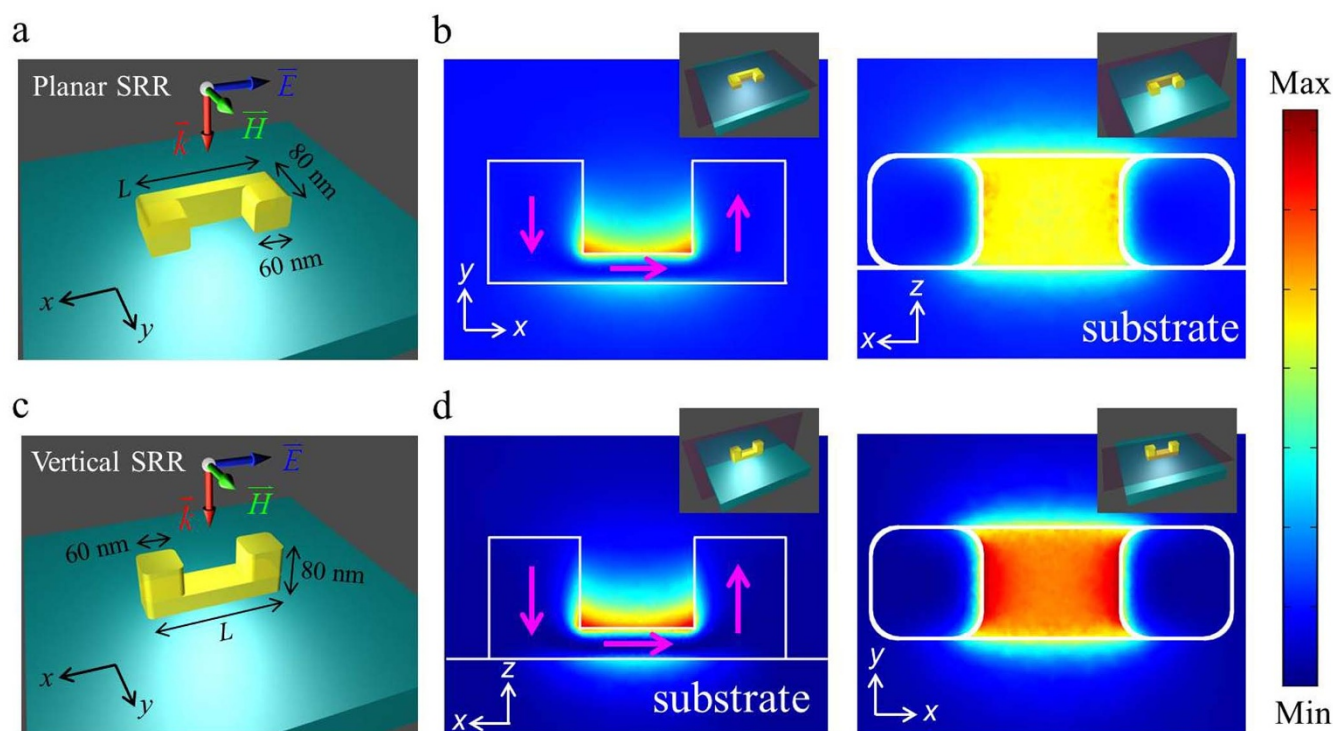 a
Planar SRR
E
H
k
L
80 nm
60 nm
x
y
b
y
x
z
x
substrate
Max
Min
c
Vertical SRR
E
H
k
60 nm
80 nm
L
x
y
d
z
x
substrate
y
x